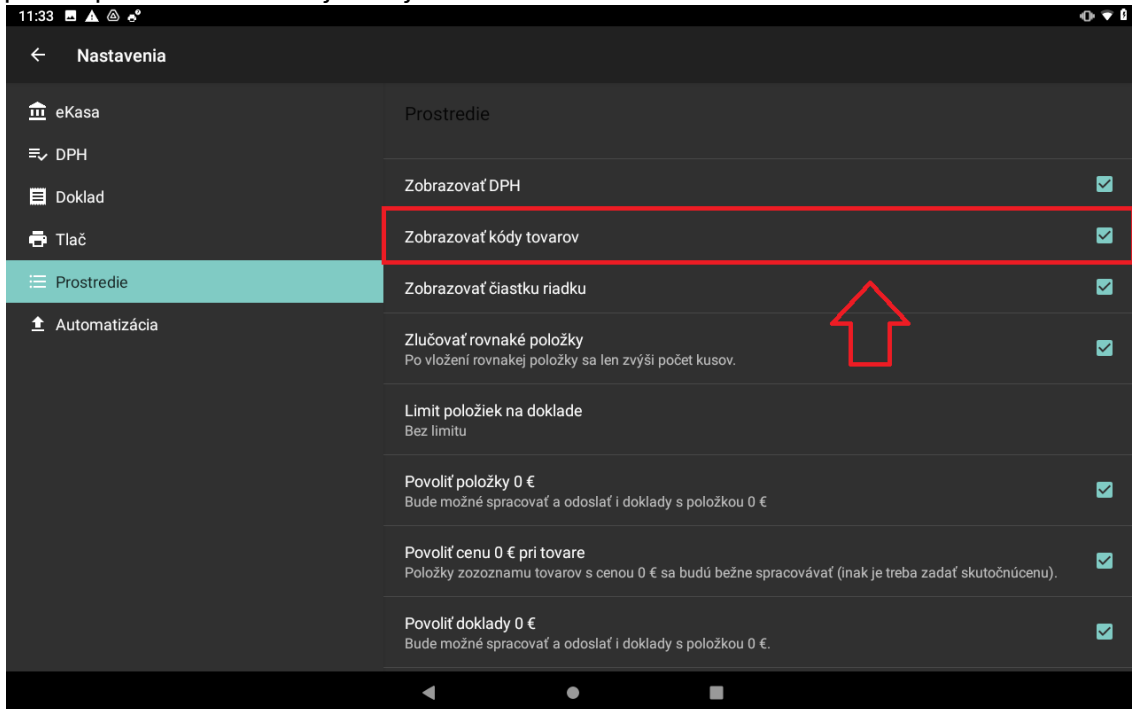 11:33
Nastavenia
eKasa
DPH
Doklad
Tlač
Prostredie
Automatizácia
Prostredie
Zobrazovať DPH
Zobrazovať kódy tovarov
Zobrazovať čiastku riadku
Zlučovať rovnaké položky
Po vložení rovnakej položky sa len zvýši počet kusov.
Limit položiek na doklade
Bez limitu
Povoliť položky 0 €
Bude možné spracovať a odoslať i doklady s položkou 0 €
Povoliť cenu 0 € pri tovare
Položky zozoznamu tovarov s cenou 0 € sa budú bežne spracovávať (inak je treba zadať skutočnúcenu).
Povoliť doklady 0 €
Bude možné spracovať a odoslať i doklady s položkou 0 €.